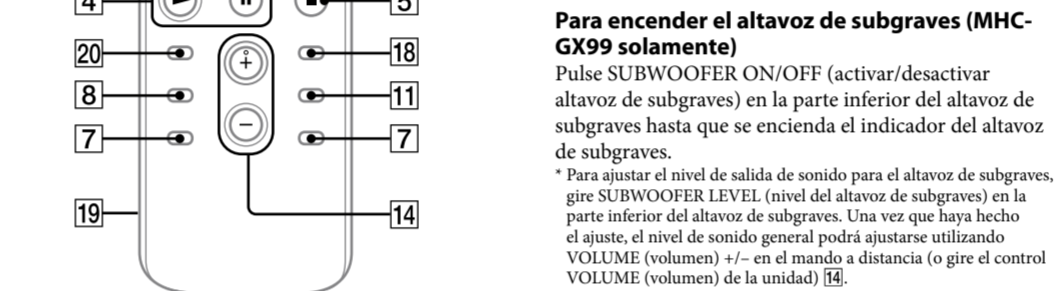 4
5
20
+
18
8
11
7
−
7
19
14
Para encender el altavoz de subgraves (MHC-
GX99 solamente)
Pulse SUBWOOFER ON/OFF (activar/desactivar
altavoz de subgraves) en la parte inferior del altavoz de
subgraves hasta que se encienda el indicador del altavoz
de subgraves.
* Para ajustar el nivel de salida de sonido para el altavoz de subgraves,
gire SUBWOOFER LEVEL (nivel del altavoz de subgraves) en la
parte inferior del altavoz de subgraves. Una vez que haya hecho
el ajuste, el nivel de sonido general podrá ajustarse utilizando
VOLUME (volumen) +/– en el mando a distancia (o gire el control
VOLUME (volumen) de la unidad) 14.